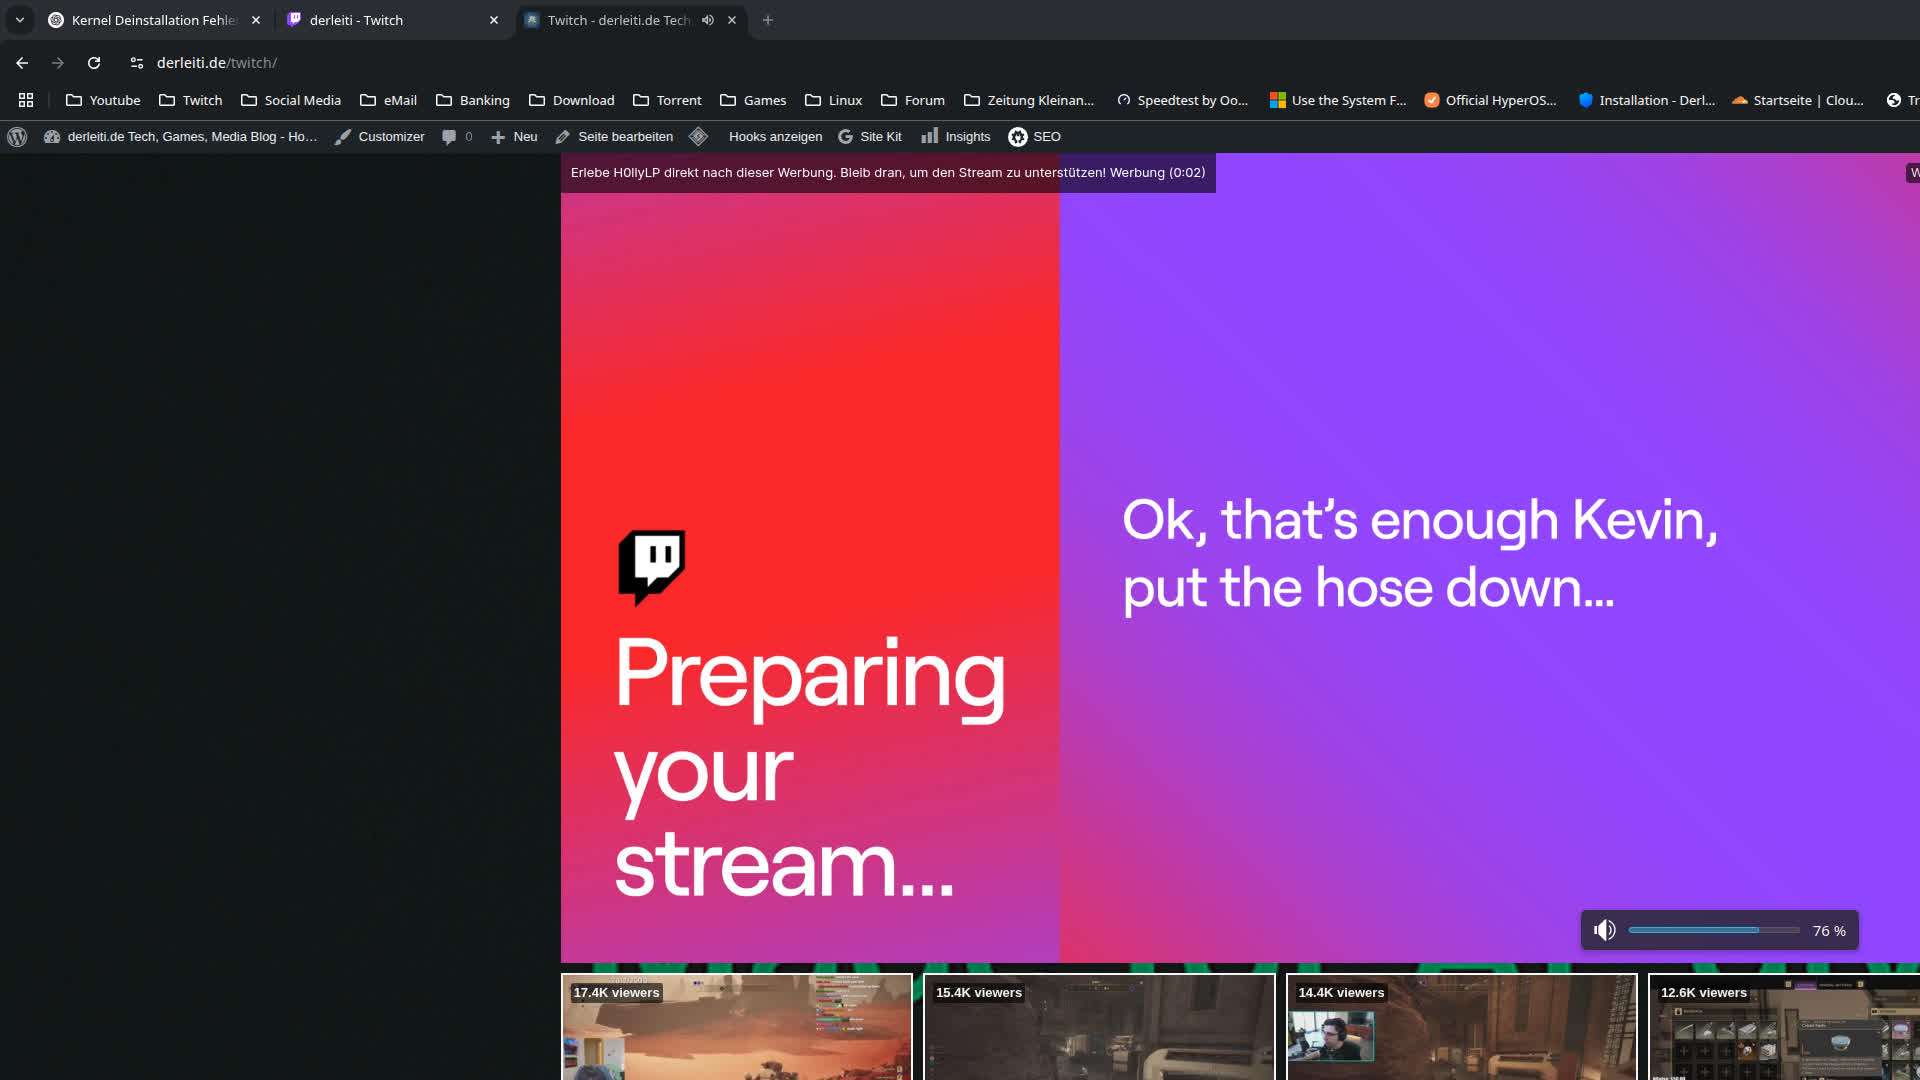 Kernel Deinstallation Fehle
derleiti - Twitch
Twitch - derleiti.de Tech
derleiti.de/twitch/
Youtube
Twitch
Social Media
eMail
Banking
Download
Torrent
Games
Linux
Forum
Zeitung Kleinan...
Speedtest by Oo...
Use the System F...
Official HyperOS...
Installation - Derl...
Startseite | Clou...
Tr
derleiti.de Tech, Games, Media Blog - Ho…
Customizer
0
Neu
Seite bearbeiten
Hooks anzeigen
Site Kit
Insights
SEO
Erlebe H0llyLP direkt nach dieser Werbung. Bleib dran, um den Stream zu unterstützen! Werbung (0:02)
W
Ok, that's enough Kevin,
put the hose down...
Preparing
your
stream...
76 %
17.4K viewers
15.4K viewers
14.4K viewers
12.6K viewers